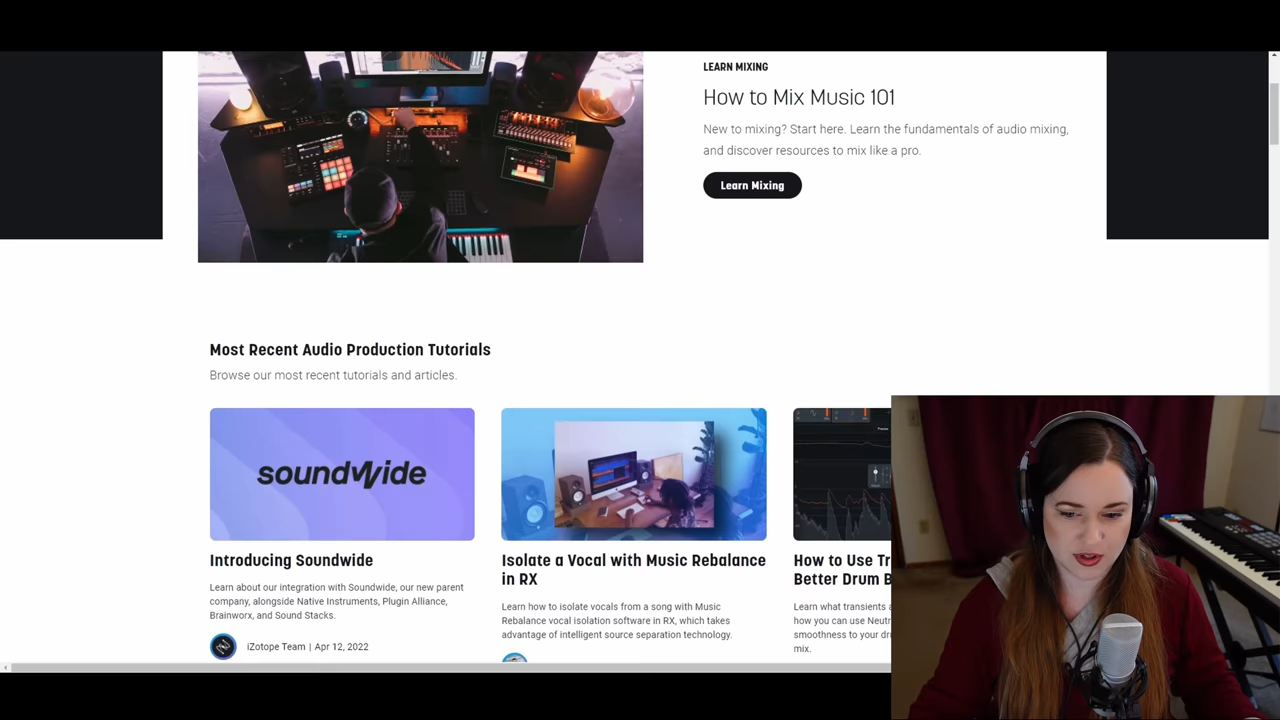 LEARN MIXING
How to Mix Music 101
New to mixing? Start here. Learn the fundamentals of audio mixing,
and discover resources to mix like a pro.
Learn Mixing
Most Recent Audio Production Tutorials
Browse our most recent tutorials and articles.
soundwide
Introducing Soundwide
Learn about our integration with Soundwide, our new parent
company, alongside Native Instruments, Plugin Alliance,
Brainworx, and Sound Stacks.
iZotope Team | Apr 12, 2022
Isolate a Vocal with Music Rebalance
in RX
Learn how to isolate vocals from a song with Music
Rebalance vocal isolation software in RX, which takes
advantage of intelligent source separation technology.
How to Use
Better Drum
Learn what transients
how you can use
smoothness to your
mix.